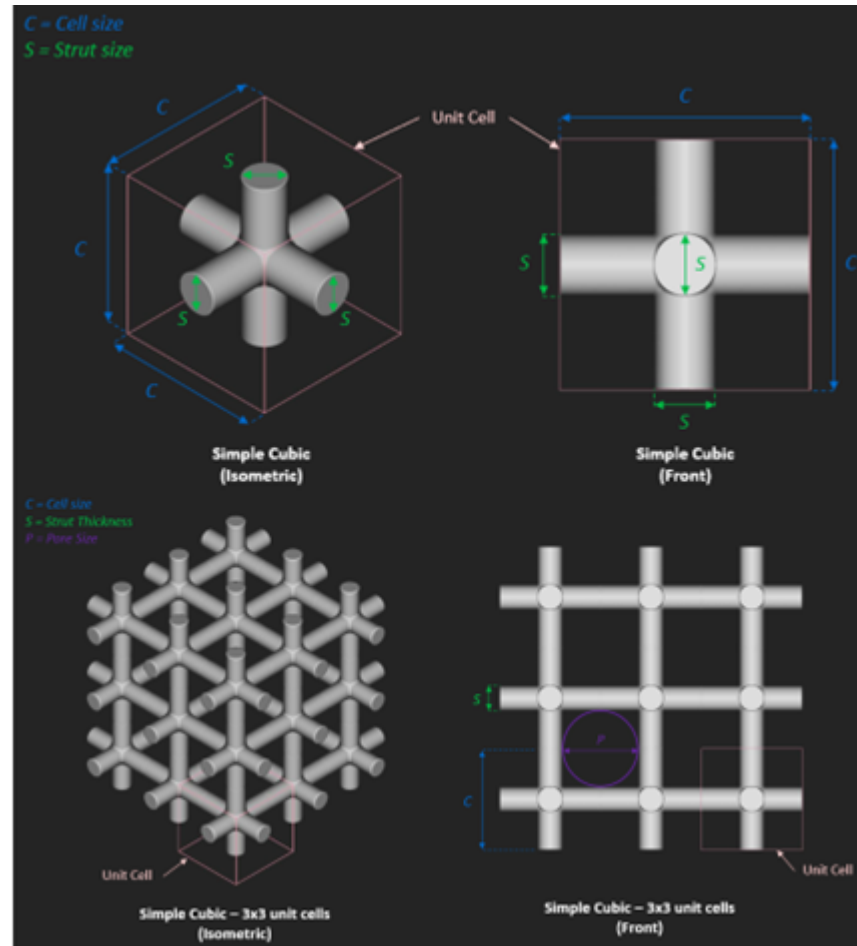 C = Cell size
S = Strut size
C
C
Unit Cell
S
C
S
S
C
S
S
C
S
Simple Cubic
(Isometric)
Simple Cubic
(Front)
C = Cell size
S = Strut Thickness
P = Pore Size
S
P
C
Unit Cell
Unit Cell
Simple Cubic – 3x3 unit cells
(Isometric)
Simple Cubic – 3x3 unit cells
(Front)